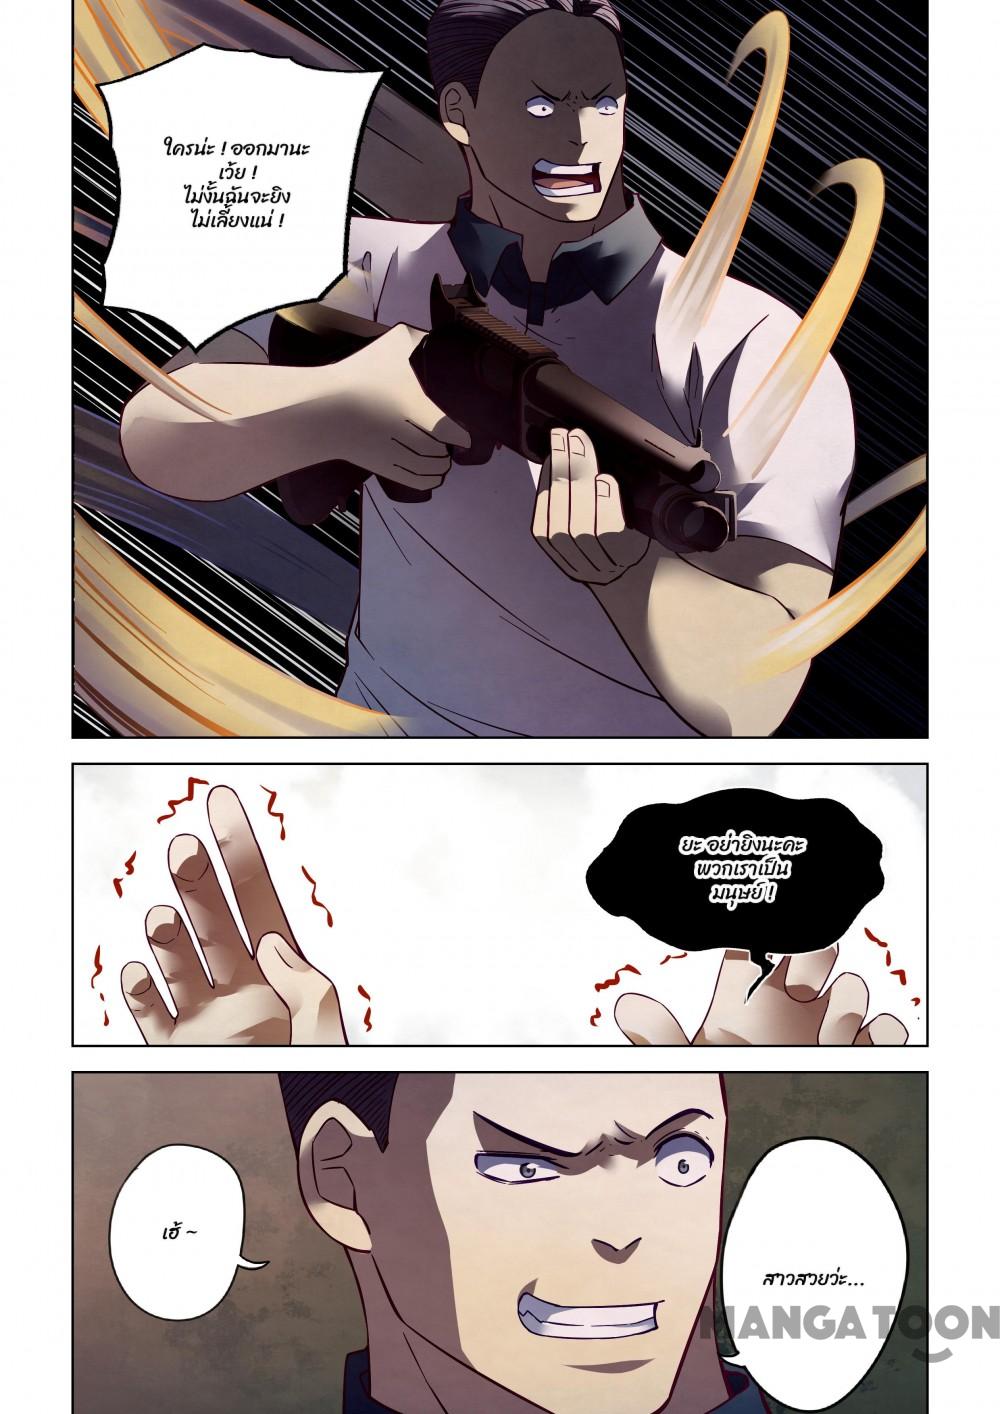 ใครน่ะ ! ออกมานะ
เว้ย !
ไม่งั้นฉันจะยิง
ไม่เลี้ยงแน่ !
ยะ อย่ายิงนะคะ
พวกเราเป็น
มนุษย์ !
เฮ้ ~
สาวสวยว่ะ...
MANGATOON